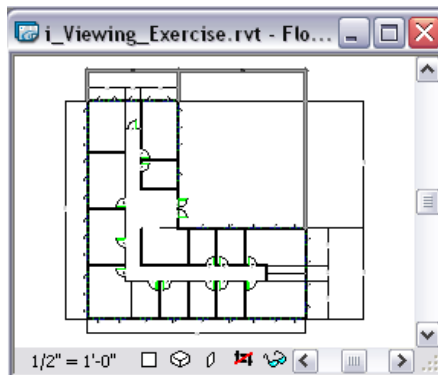 i_Viewing_Exercise.rvt - Flo...
1/2" = 1'-0"